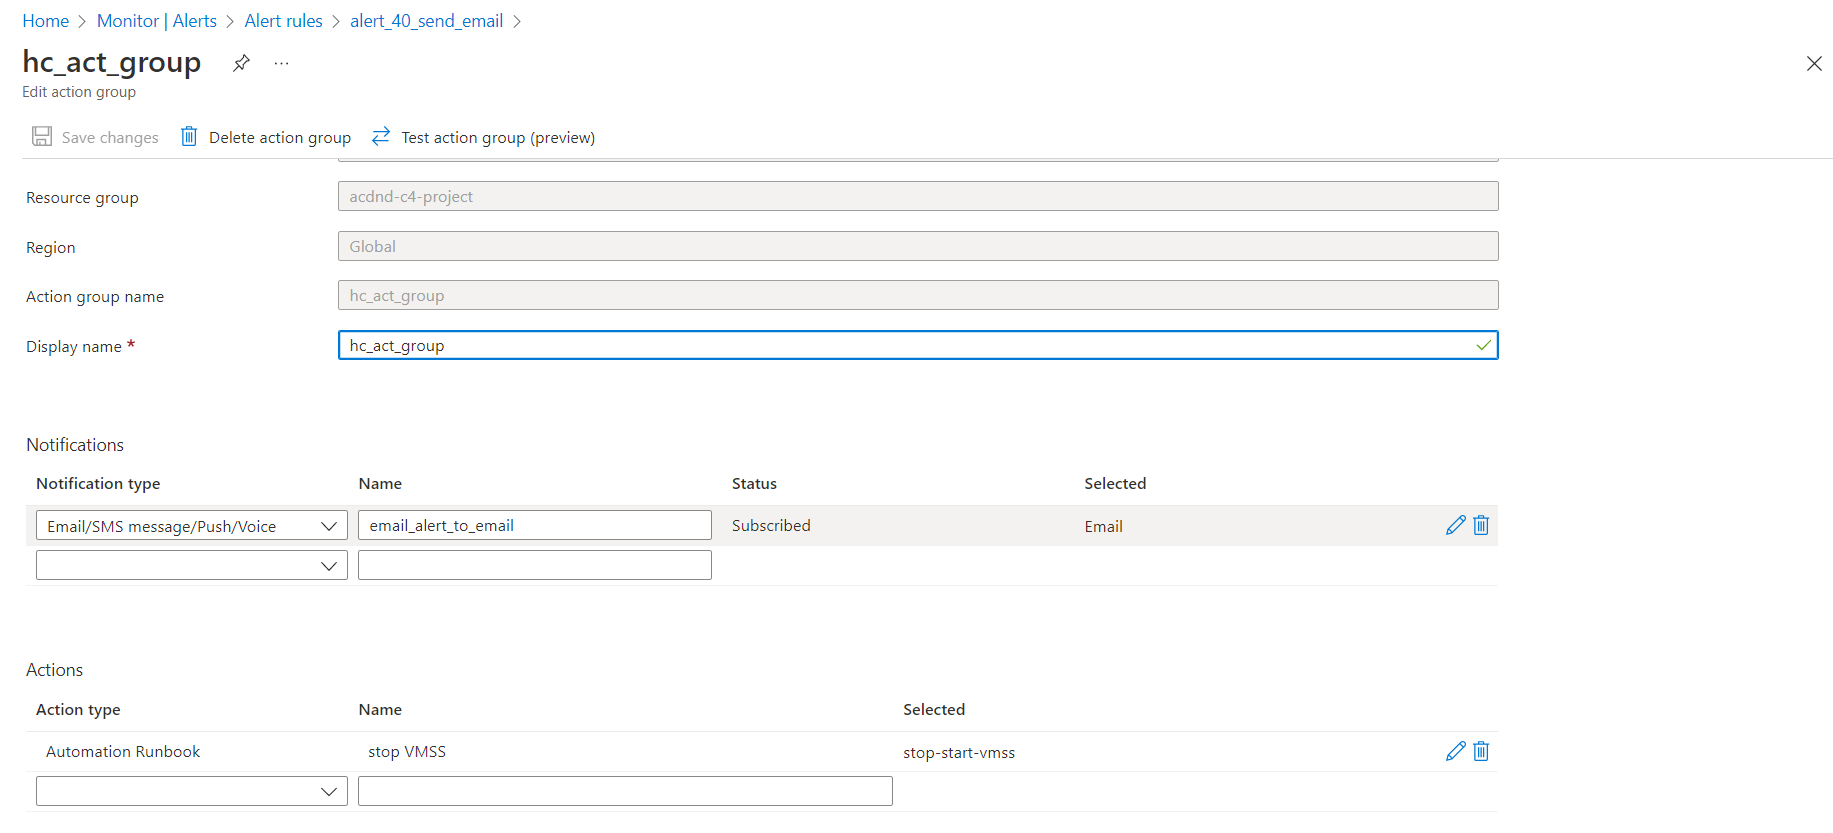 Home > Monitor | Alerts > Alert rules > alert_40_send_email >
hc_act_group ...
Edit action group
Save changes Delete action group Test action group (preview)
Resource group acdnd-c4-project
Region Global
Action group name hc_act_group
Display name * hc_act_group
Notifications
Notification type Name Status Selected
Email/SMS message/Push/Voice email_alert_to_email Subscribed Email
Actions
Action type Name Selected
Automation Runbook stop VMSS stop-start-vmss